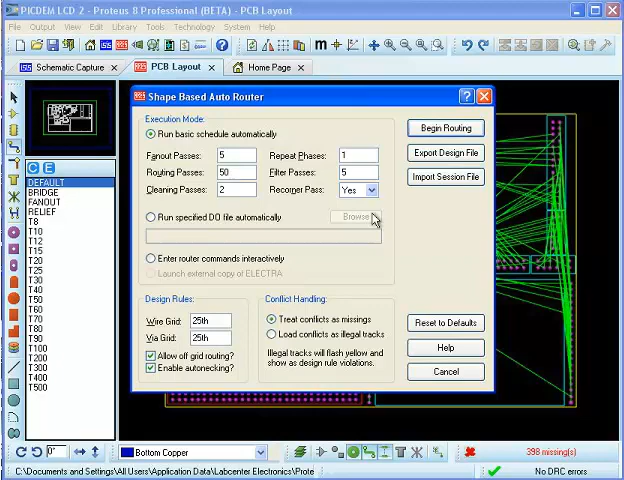 PICDEM LCD 2 - Proteus 8 Professional (BETA) - PCB Layout
File Output View Edit Library Tools Technology System Help
ISIS Schematic Capture ARES PCB Layout Home Page
Shape Based Auto Router
Execution Mode:
Run basic schedule automatically
Fanout Passes: 5 Repeat Phases: 1
Routing Passes: 50 Filter Passes: 5
Cleaning Passes: 2 Recorner Pass: Yes
Run specified DO file automatically Browse
Enter router commands interactively
Launch external copy of ELECTRA
Design Rules:
Wire Grid: 25th
Via Grid: 25th
Allow off grid routing?
Enable autonecking?
Conflict Handling:
Treat conflicts as missings
Load conflicts as illegal tracks
Illegal tracks will flash yellow and
show as design rule violations.
Begin Routing
Export Design File
Import Session File
Reset to Defaults
Help
Cancel
C E
DEFAULT
BRIDGE
FANOUT
RELIEF
T8
T10
T12
T15
T20
T25
T30
T40
T50
T60
T70
T80
T90
T100
T200
T300
T400
T500
0° Bottom Copper 398 missing(s)
C:\Documents and Settings\All Users\Application Data\Labcenter Electronics\Prote No DRC errors